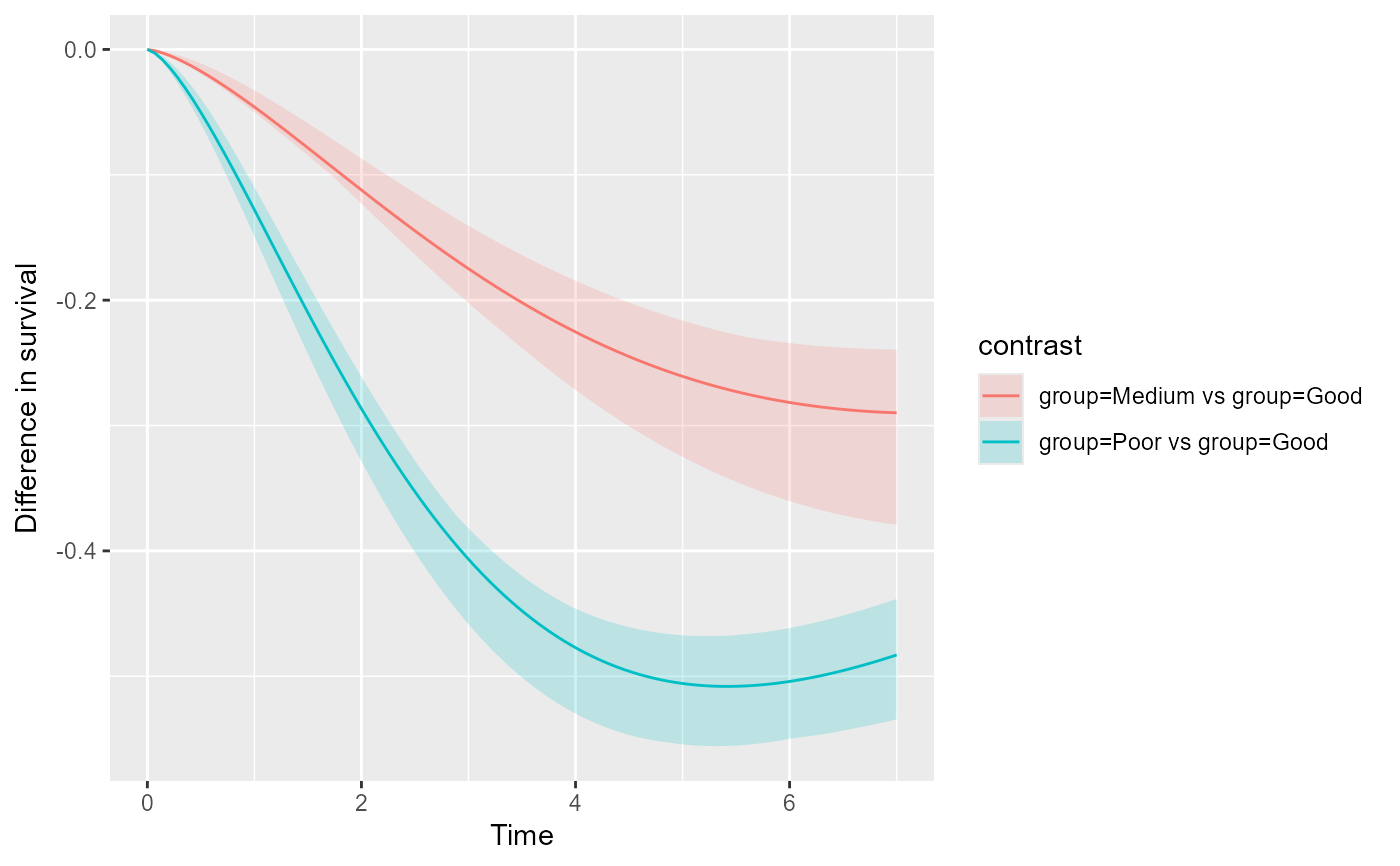 0.0
-0.2
-0.4
Difference in survival
0
2
4
6
Time
contrast
group=Medium vs group=Good
group=Poor vs group=Good